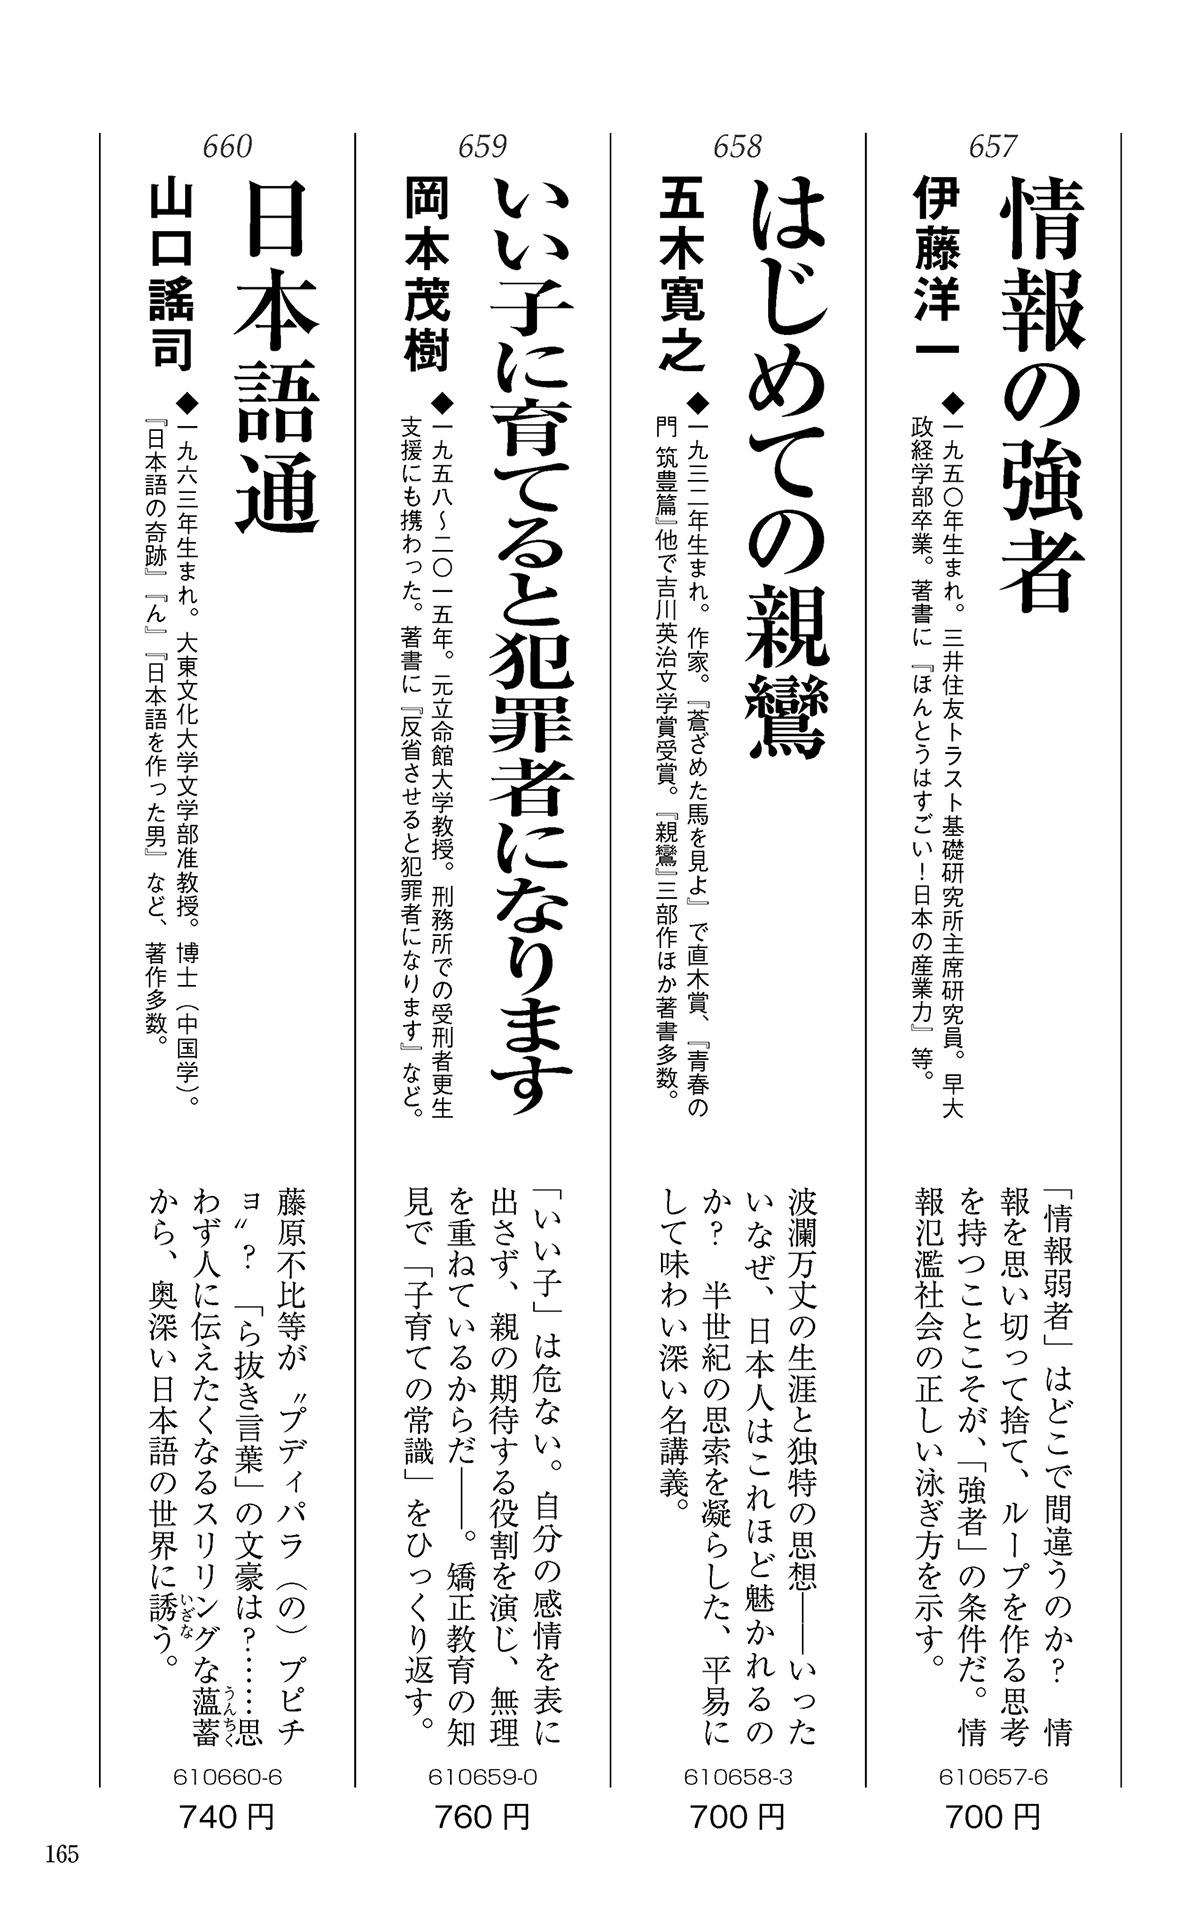 657
情報の強者
伊藤洋一
◆一九五〇年生まれ。三井住友トラスト基礎研究所主席研究員。早大
政経学部卒業。著書に『ほんとうはすごい！日本の産業力』等。
「情報弱者」はどこで間違うのか？　情
報を思い切って捨て、ループを作る思考
を持つことこそが、「強者」の条件だ。情
報氾濫社会の正しい泳ぎ方を示す。
610657-6
700円
658
はじめての親鸞
五木寛之
◆一九三二年生まれ。作家。『蒼ざめた馬を見よ』で直木賞、『青春の
門 筑豊篇』他で吉川英治文学賞受賞。『親鸞』三部作ほか著書多数。
波瀾万丈の生涯と独特の思想――いった
いなぜ、日本人はこれほど魅かれるの
か？　半世紀の思索を凝らした、平易に
して味わい深い名講義。
610658-3
700円
659
いい子に育てると犯罪者になります
岡本茂樹
◆一九五八～二〇一五年。元立命館大学教授。刑務所での受刑者更生
支援にも携わった。著書に『反省させると犯罪者になります』など。
「いい子」は危ない。自分の感情を表に
出さず、親の期待する役割を演じ、無理
を重ねているからだ――。矯正教育の知
見で「子育ての常識」をひっくり返す。
610659-0
760円
660
日本語通
山口謠司
◆一九六三年生まれ。大東文化大学文学部准教授。博士（中国学）。
『日本語の奇跡』『ん』『日本語を作った男』など、著作多数。
藤原不比等が〝プディパラ（の）プピチ
ョ〟？　「ら抜き言葉」の文豪は？……思
わず人に伝えたくなるスリリングな薀蓄
うんちく
から、奥深い日本語の世界に誘う。
いざな
610660-6
740円
165